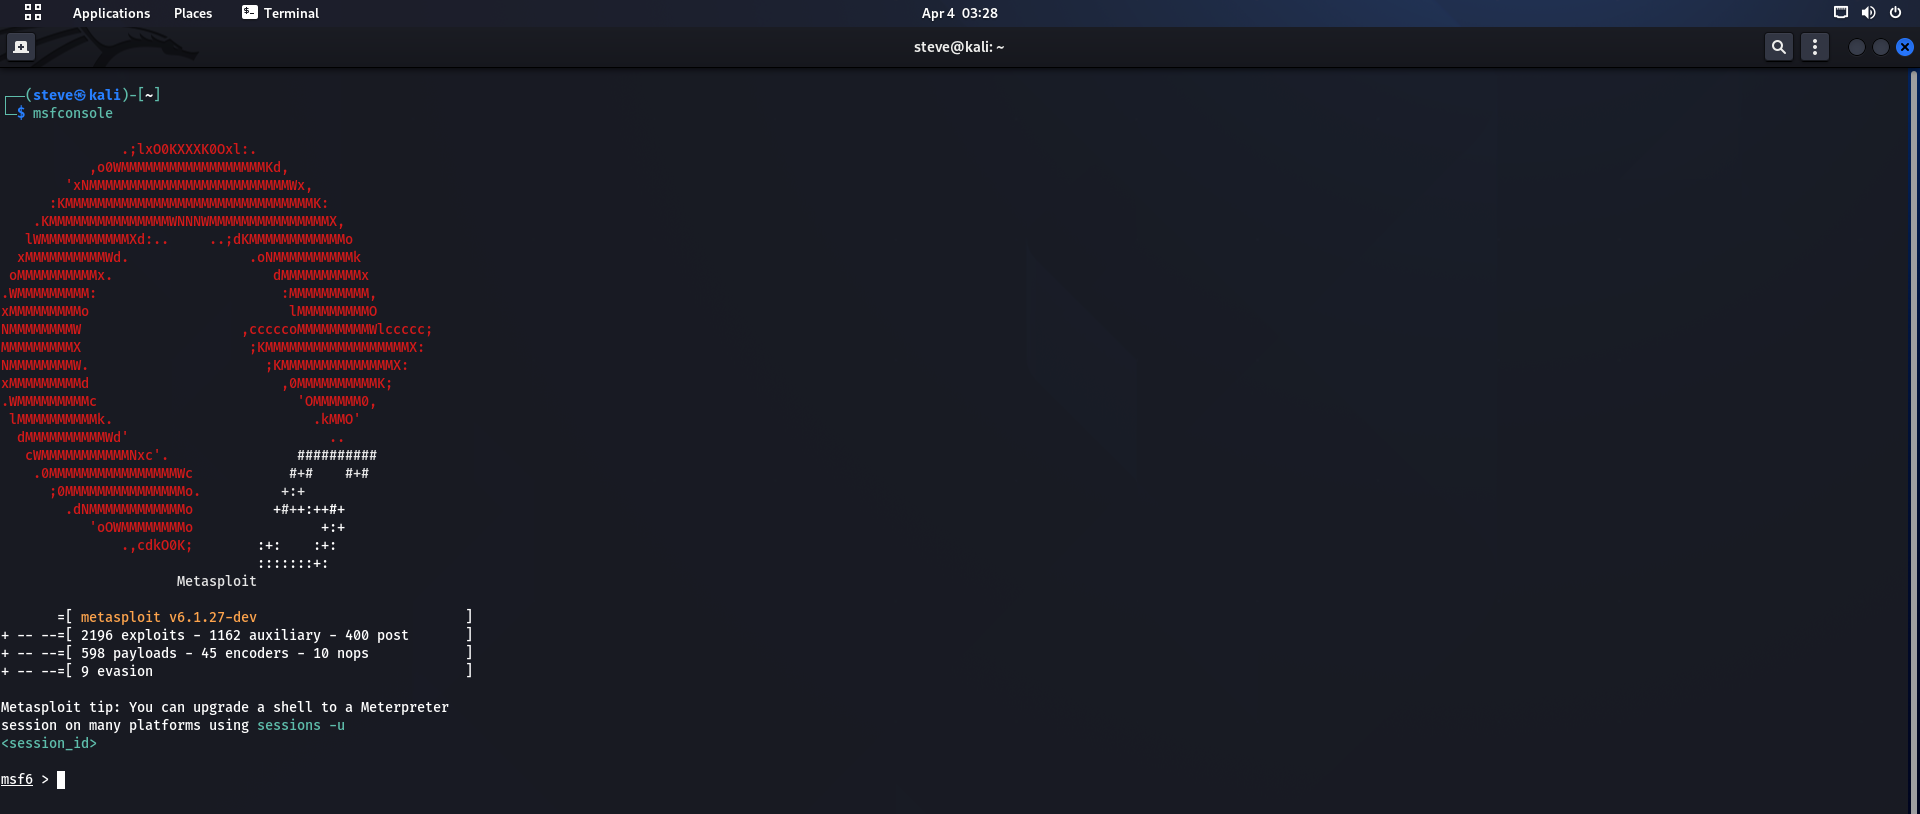 Applications Places Terminal Apr 4 03:28
steve@kali: ~
┌──(steve㉿kali)-[~]
└─$ msfconsole
.;lxO0KXXXK0Oxl:.
,o0WMMMMMMMMMMMMMMMMMMKd,
'xNMMMMMMMMMMMMMMMMMMMMMMMMMWx,
:KMMMMMMMMMMMMMMMMMMMMMMMMMMMMMMMK:
.KMMMMMMMMMMMMMMMWNNNWMMMMMMMMMMMMMMMX,
lWMMMMMMMMMMMXd:..     ..;dKMMMMMMMMMMMMo
xMMMMMMMMMMWd.               .oNMMMMMMMMMMk
oMMMMMMMMMMx.                    dMMMMMMMMMMx
.WMMMMMMMMM:                       :MMMMMMMMMM,
xMMMMMMMMMo                         lMMMMMMMMMO
NMMMMMMMMW                    ,cccccoMMMMMMMMMWlccccc;
MMMMMMMMMX                     ;KMMMMMMMMMMMMMMMMMMX:
NMMMMMMMMW.                      ;KMMMMMMMMMMMMMMX:
xMMMMMMMMMd                        ,0MMMMMMMMMMK;
.WMMMMMMMMMc                         'OMMMMMM0,
lMMMMMMMMMMk.                         .kMMO'
dMMMMMMMMMMWd'                         ..
cWMMMMMMMMMMMNxc'.                ##########
.0MMMMMMMMMMMMMMMMWc            #+#    #+#
;0MMMMMMMMMMMMMMMo.          +:+
.dNMMMMMMMMMMMMo          +#++:++#+
'oOWMMMMMMMMo                +:+
.,cdkO0K;        :+:    :+:
:::::::+:
Metasploit
=[ metasploit v6.1.27-dev                          ]
+ -- --=[ 2196 exploits - 1162 auxiliary - 400 post       ]
+ -- --=[ 598 payloads - 45 encoders - 10 nops            ]
+ -- --=[ 9 evasion                                       ]
Metasploit tip: You can upgrade a shell to a Meterpreter
session on many platforms using sessions -u
<session_id>
msf6 >